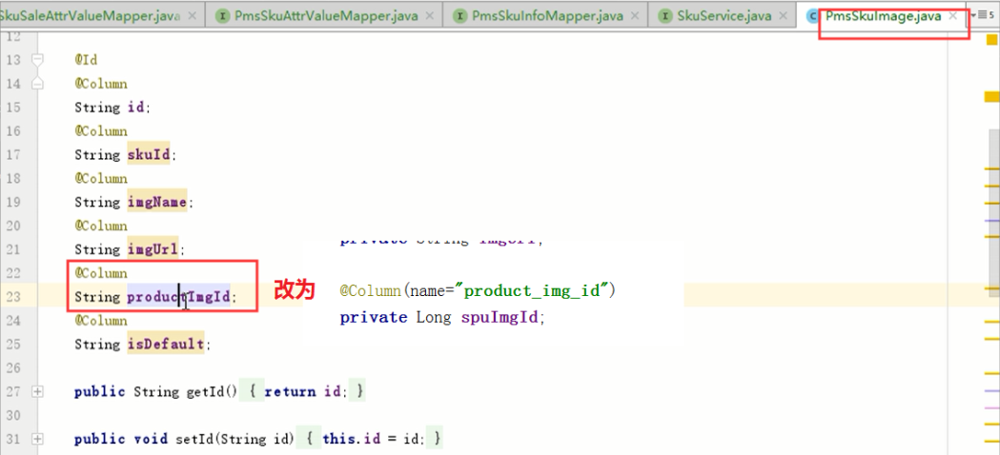 SkuSaleAttrValueMapper.java × PmsSkuAttrValueMapper.java × PmsSkuInfoMapper.java × SkuService.java × PmsSkuImage.java × 5
12
13 @Id
14 @Column
15 String id;
16 @Column
17 String skuId;
18 @Column
19 String imgName;
20 @Column
21 String imgUrl;
private String imgUrl;
22 @Column
改为 @Column(name="product_img_id")
23 String productImgId;
private Long spuImgId;
24 @Column
25 String isDefault;
26
27 public String getId() { return id; }
30
31 public void setId(String id) { this.id = id; }